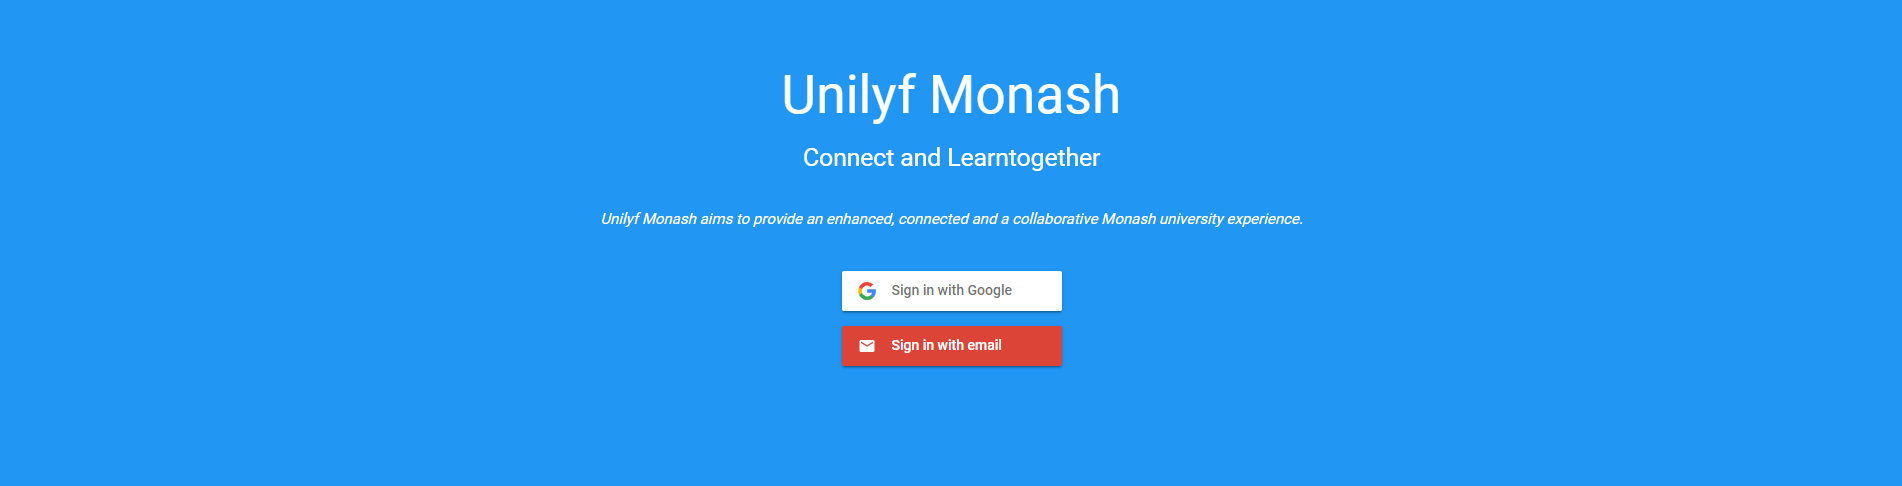 Unilyf Monash
Connect and Learntogether
Unilyf Monash aims to provide an enhanced, connected and a collaborative Monash university experience.
Sign in with Google
Sign in with email